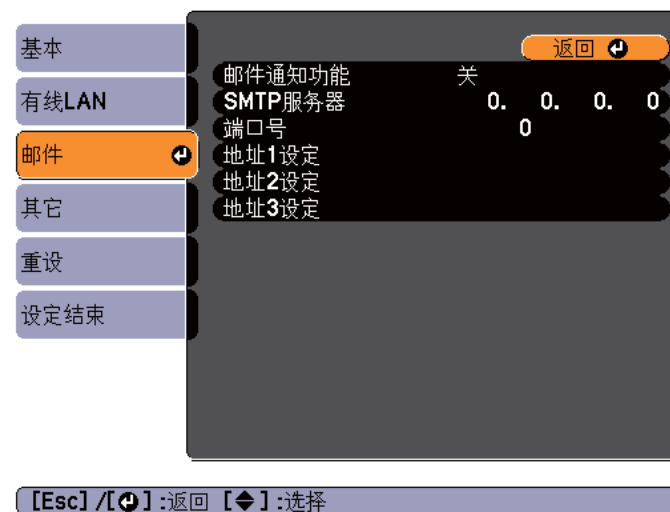 基本
有线LAN
邮件
其它
重设
设定结束
返回
邮件通知功能 关
SMTP服务器 0. 0. 0. 0
端口号 0
地址1设定
地址2设定
地址3设定
[Esc] /[ ] :返回 [ ] :选择